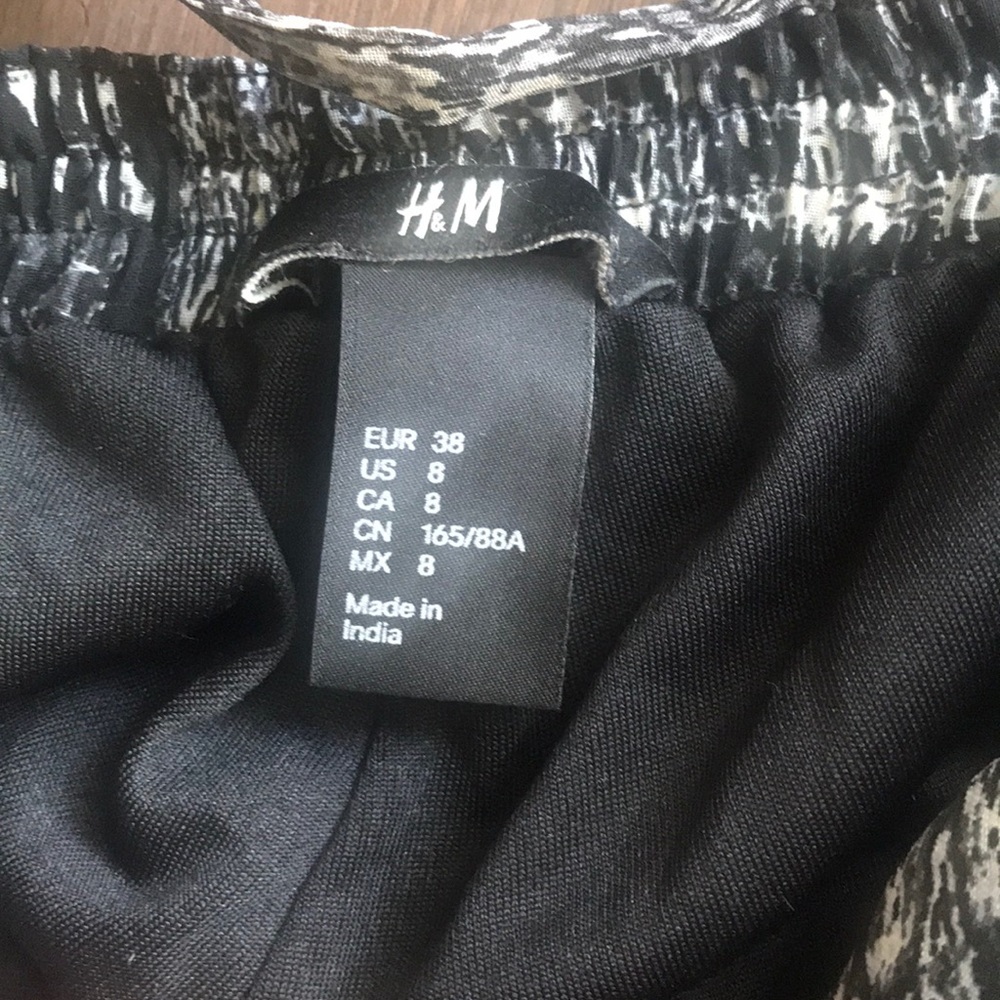 H&M
EUR 38
US 8
CA 8
CN 165/88A
MX 8
Made in
India